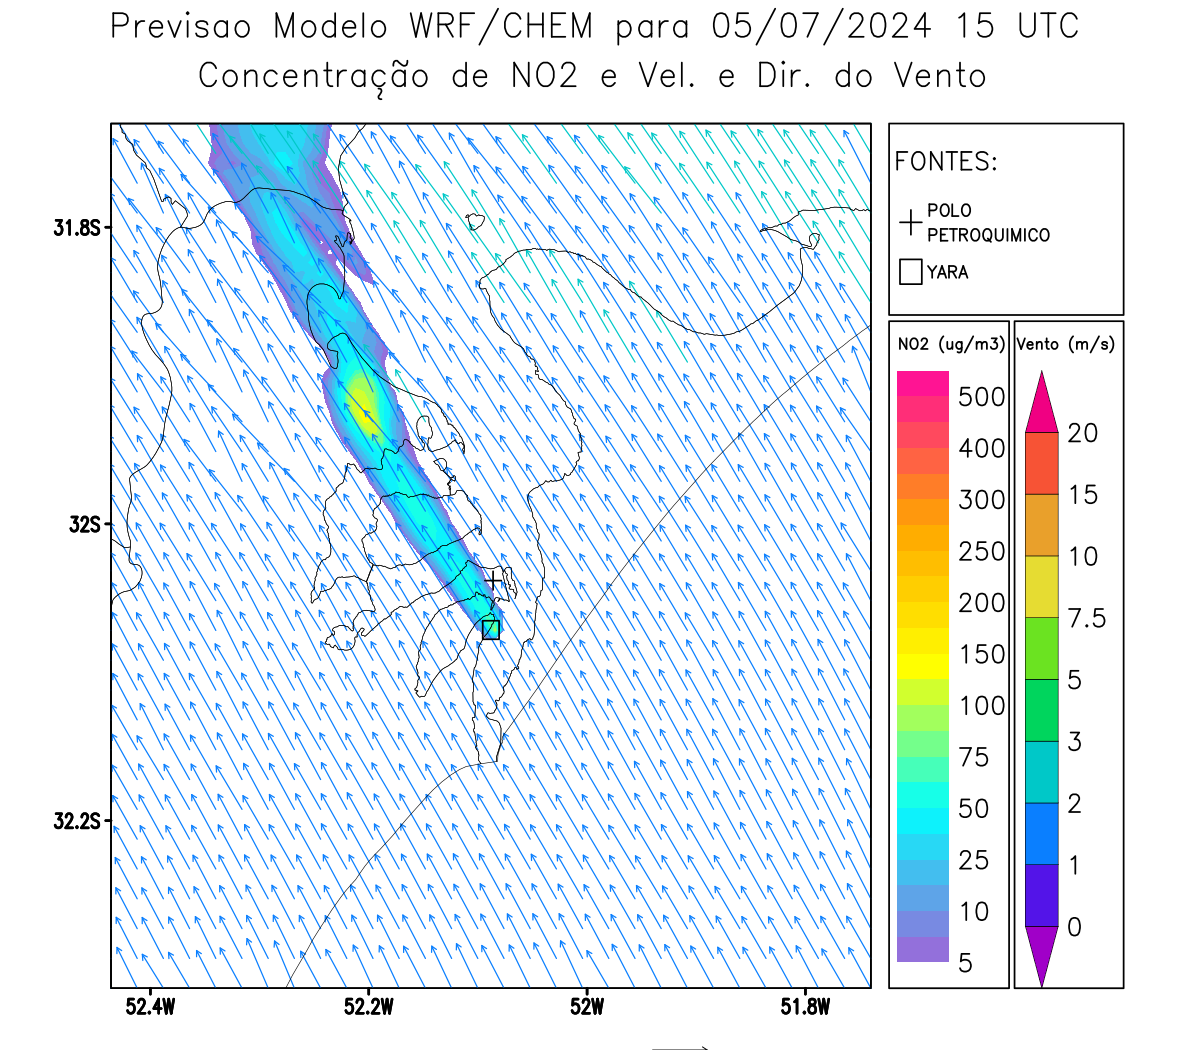 Previsao Modelo WRF/CHEM para 05/07/2024 15 UTC
Concentração de NO2 e Vel. e Dir. do Vento
FONTES:
POLO
PETROQUIMICO
YARA
NO2 (ug/m3)
500
400
300
250
200
150
100
75
50
25
10
5
Vento (m/s)
20
15
10
7.5
5
3
2
1
0
31.8S
32S
32.2S
52.4W 52.2W 52W 51.8W